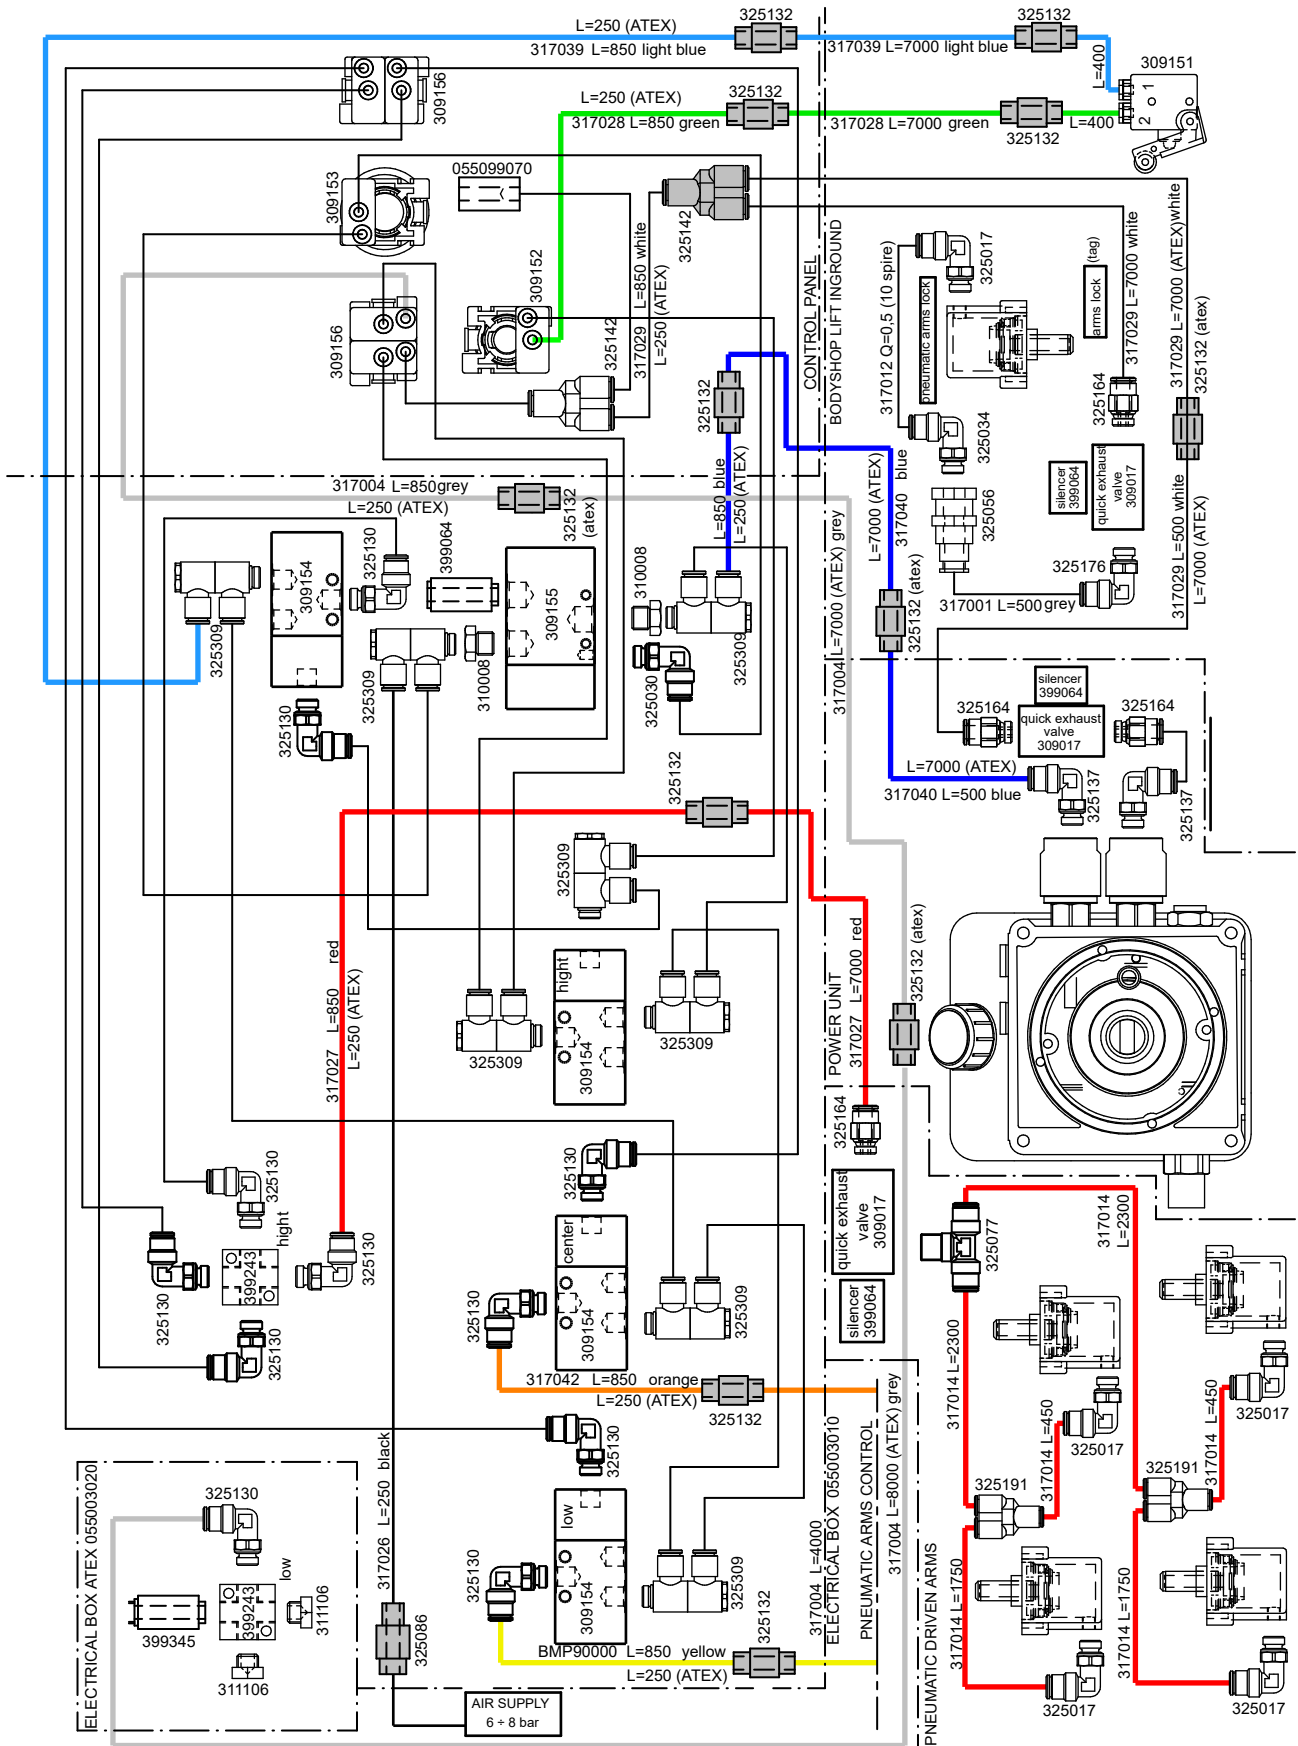 L=250 (ATEX)
317039 L=850 light blue
325132
317039 L=7000 light blue
325132
L=400
309151
1
2
309156
L=250 (ATEX)
317028 L=850 green
325132
317028 L=7000 green
325132
L=400
309153
055099070
325142
317029 L=850 white
L=250 (ATEX)
309152
325142
309156
CONTROL PANEL
BODYSHOP LIFT INGROUND
317012 Q=0,5 (10 spire)
325017
pneumatic arms lock
arms lock
(tag)
317029 L=7000 white
317029 L=7000 (ATEX)white
325132 (atex)
325164
325034
325132
L=850 blue
L=250 (ATEX)
L=7000 (ATEX)
317040 blue
325056
silencer
399064
quick exhaust
valve
309017
317029 L=500 white
L=7000 (ATEX)
325176
317001 L=500 grey
317004 L=850grey
L=250 (ATEX)
325132
(atex)
325309
309154
325130
399064
309155
310008
325309
325030
325309
310008
325130
317004 L=7000 (ATEX) grey
325132 (atex)
silencer
399064
325164
quick exhaust
valve
309017
325164
L=7000 (ATEX)
317040 L=500 blue
325137
325137
325132
325309
317027 L=850 red
L=250 (ATEX)
hight
309154
325309
325309
POWER UNIT
317027 L=7000 red
325132 (atex)
325164
quick exhaust
valve
309017
silencer
399064
325130
325130
hight
399243
325130
325130
325130
325130
center
309154
325130
325309
317042 L=850 orange
L=250 (ATEX)
325132
325077
317014
L=2300
317014 L=2300
317014 L=450
325017
325191
325191
317014 L=450
325017
317014 L=1750
317014 L=1750
325017
325017
ELECTRICAL BOX ATEX 055003020
325130
399345
399243
low
311106
311106
317026 L=250 black
325086
AIR SUPPLY
6 ÷ 8 bar
325130
low
309154
325130
325309
BMP90000 L=850 yellow
L=250 (ATEX)
325132
317004 L=4000
ELECTRICAL BOX 055003010
PNEUMATIC ARMS CONTROL
317004 L=8000 (ATEX) grey
PNEUMATIC DRIVEN ARMS